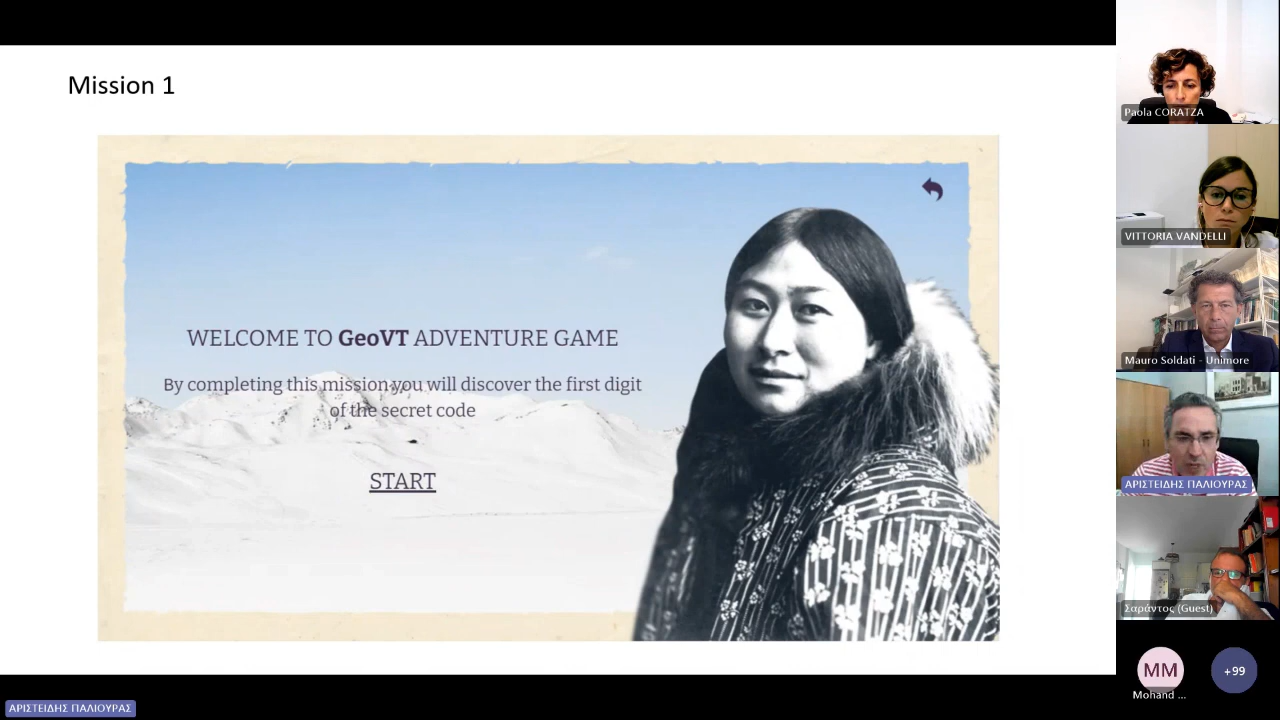 Mission 1
WELCOME TO GeoVT ADVENTURE GAME
By completing this mission you will discover the first digit
of the secret code
START
Paola CORATZA
VITTORIA VANDELLI
Mauro Soldati - Unimore
ΑΡΙΣΤΕΙΔΗΣ ΠΑΛΙΟΥΡΑΣ
Σαράντος (Guest)
MM
+99
Mohand ...
ΑΡΙΣΤΕΙΔΗΣ ΠΑΛΙΟΥΡΑΣ